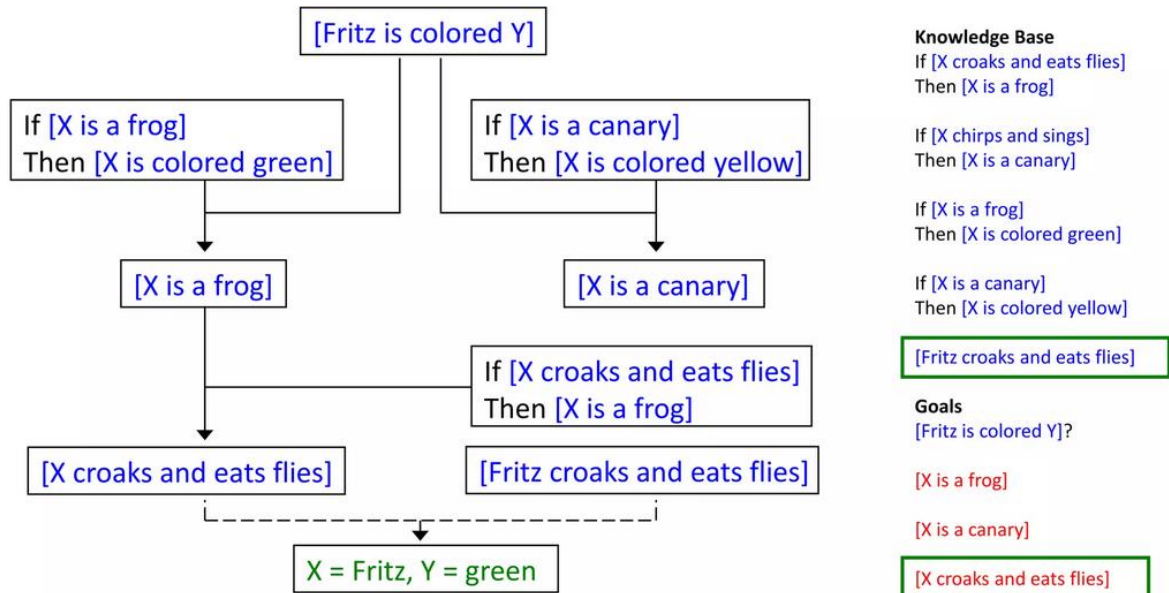 [Fritz is colored Y]
If [X is a frog]
Then [X is colored green]
If [X is a canary]
Then [X is colored yellow]
[X is a frog]
[X is a canary]
If [X croaks and eats flies]
Then [X is a frog]
[X croaks and eats flies]
[Fritz croaks and eats flies]
X = Fritz, Y = green
Knowledge Base
If [X croaks and eats flies]
Then [X is a frog]
If [X chirps and sings]
Then [X is a canary]
If [X is a frog]
Then [X is colored green]
If [X is a canary]
Then [X is colored yellow]
[Fritz croaks and eats flies]
Goals
[Fritz is colored Y]?
[X is a frog]
[X is a canary]
[X croaks and eats flies]